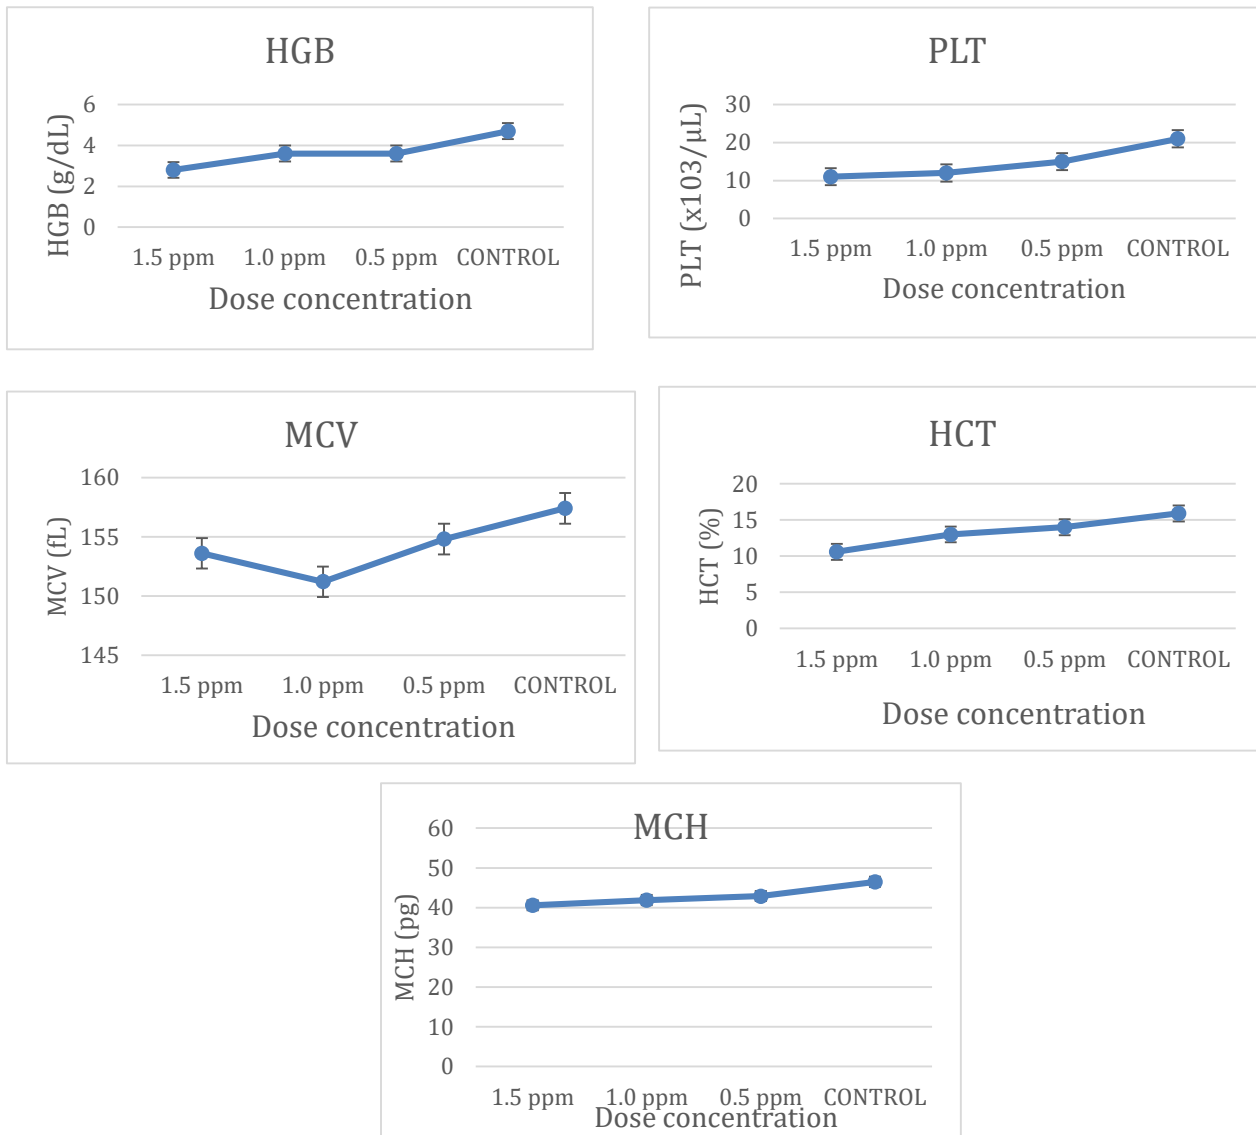 HGB
HGB (g/dL)
6
4
2
0
1.5 ppm 1.0 ppm 0.5 ppm CONTROL
Dose concentration
PLT
PLT (x103/µL)
30
20
10
0
1.5 ppm 1.0 ppm 0.5 ppm CONTROL
Dose concentration
MCV
MCV (fL)
160
155
150
145
1.5 ppm 1.0 ppm 0.5 ppm CONTROL
Dose concentration
HCT
HCT (%)
20
15
10
5
0
1.5 ppm 1.0 ppm 0.5 ppm CONTROL
Dose concentration
MCH
MCH (pg)
60
50
40
30
20
10
0
1.5 ppm 1.0 ppm 0.5 ppm CONTROL
Dose concentration